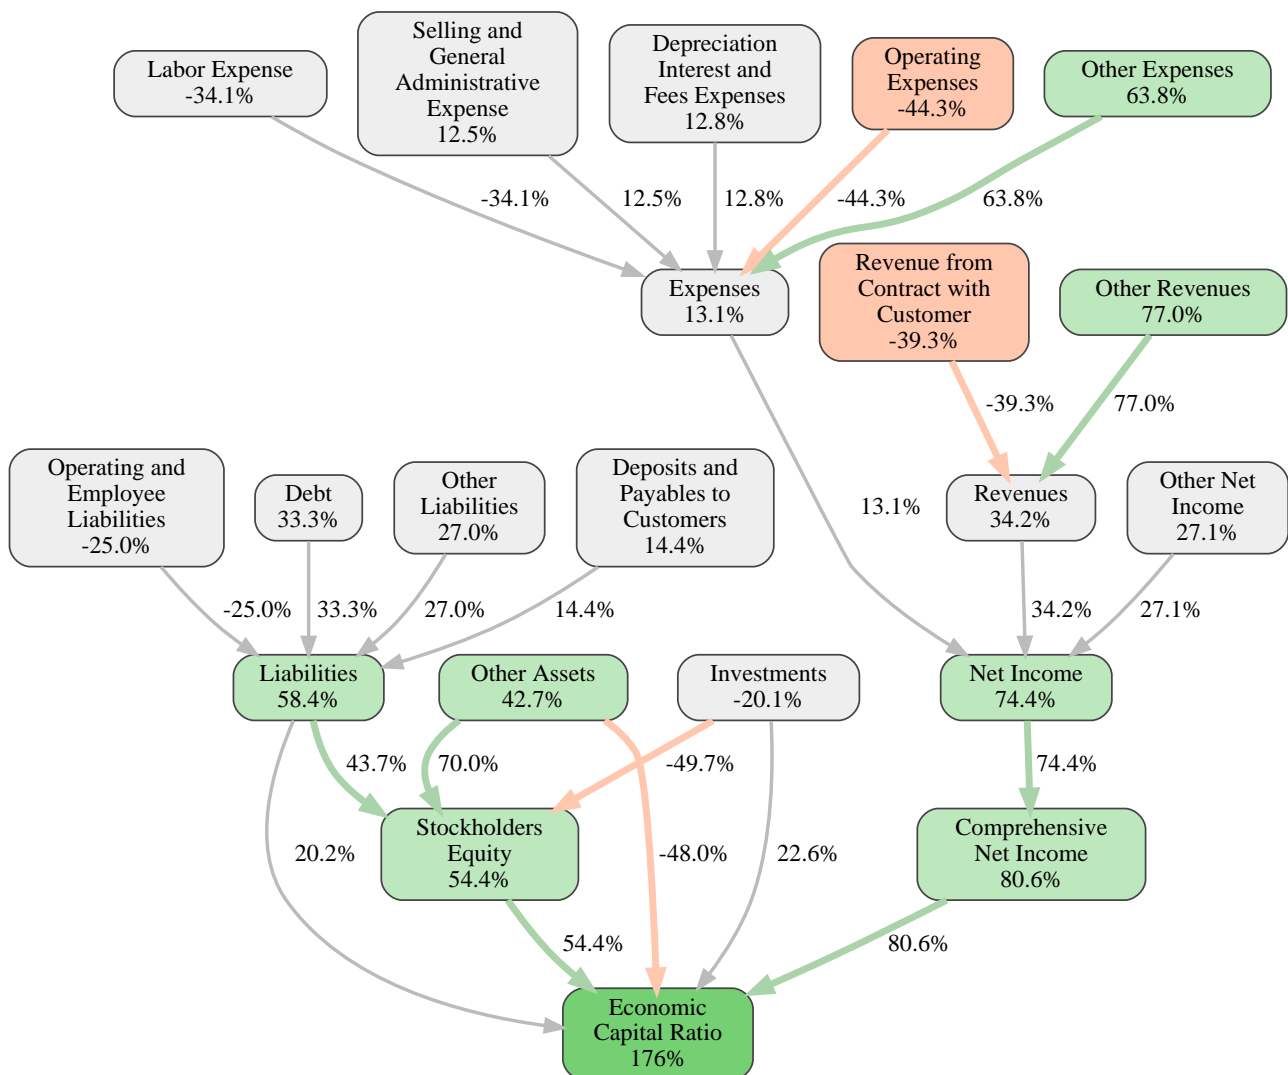 Labor Expense
-34.1%
Selling and
General
Administrative
Expense
12.5%
Depreciation
Interest and
Fees Expenses
12.8%
Operating
Expenses
-44.3%
Other Expenses
63.8%
-34.1%
12.5%
12.8%
-44.3%
63.8%
Expenses
13.1%
Revenue from
Contract with
Customer
-39.3%
Other Revenues
77.0%
-39.3%
77.0%
Operating and
Employee
Liabilities
-25.0%
Debt
33.3%
Other
Liabilities
27.0%
Deposits and
Payables to
Customers
14.4%
13.1%
Revenues
34.2%
Other Net
Income
27.1%
-25.0%
33.3%
27.0%
14.4%
34.2%
27.1%
Liabilities
58.4%
Other Assets
42.7%
Investments
-20.1%
Net Income
74.4%
43.7%
70.0%
-49.7%
74.4%
20.2%
Stockholders
Equity
54.4%
-48.0%
22.6%
Comprehensive
Net Income
80.6%
54.4%
80.6%
Economic
Capital Ratio
176%